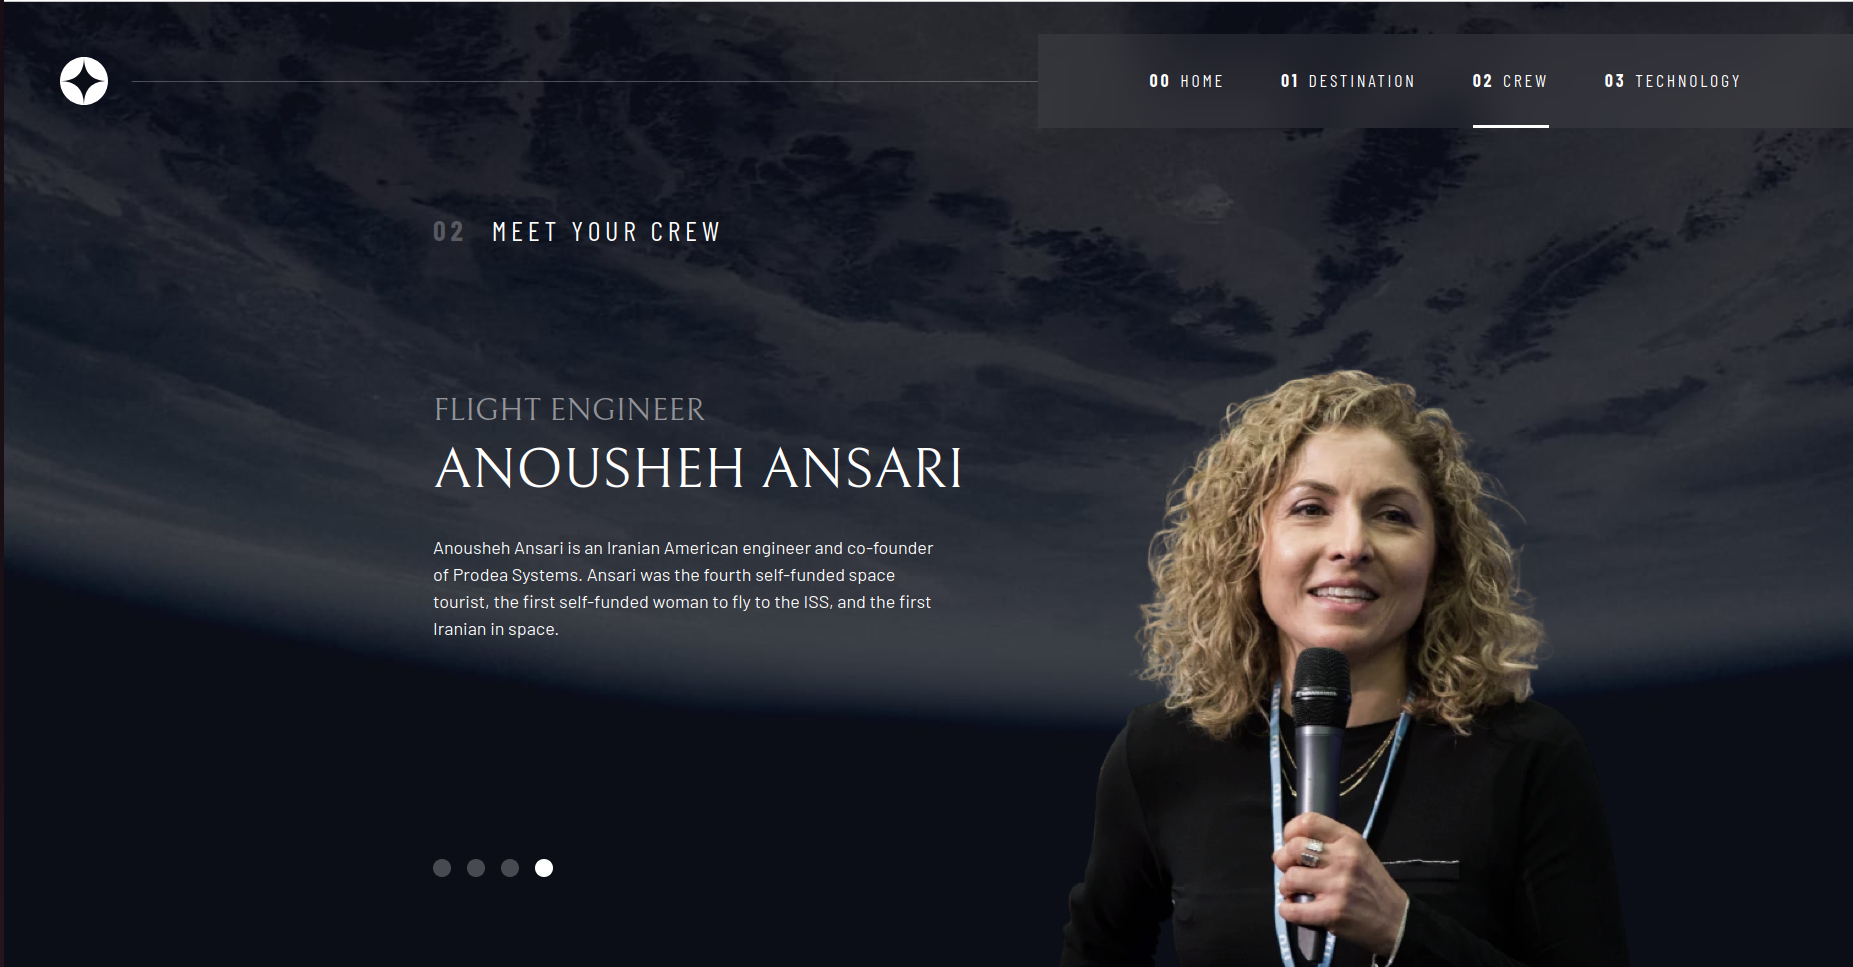 00 HOME 01 DESTINATION 02 CREW 03 TECHNOLOGY
02 MEET YOUR CREW
FLIGHT ENGINEER
ANOUSHEH ANSARI
Anousheh Ansari is an Iranian American engineer and co-founder
of Prodea Systems. Ansari was the fourth self-funded space
tourist, the first self-funded woman to fly to the ISS, and the first
Iranian in space.